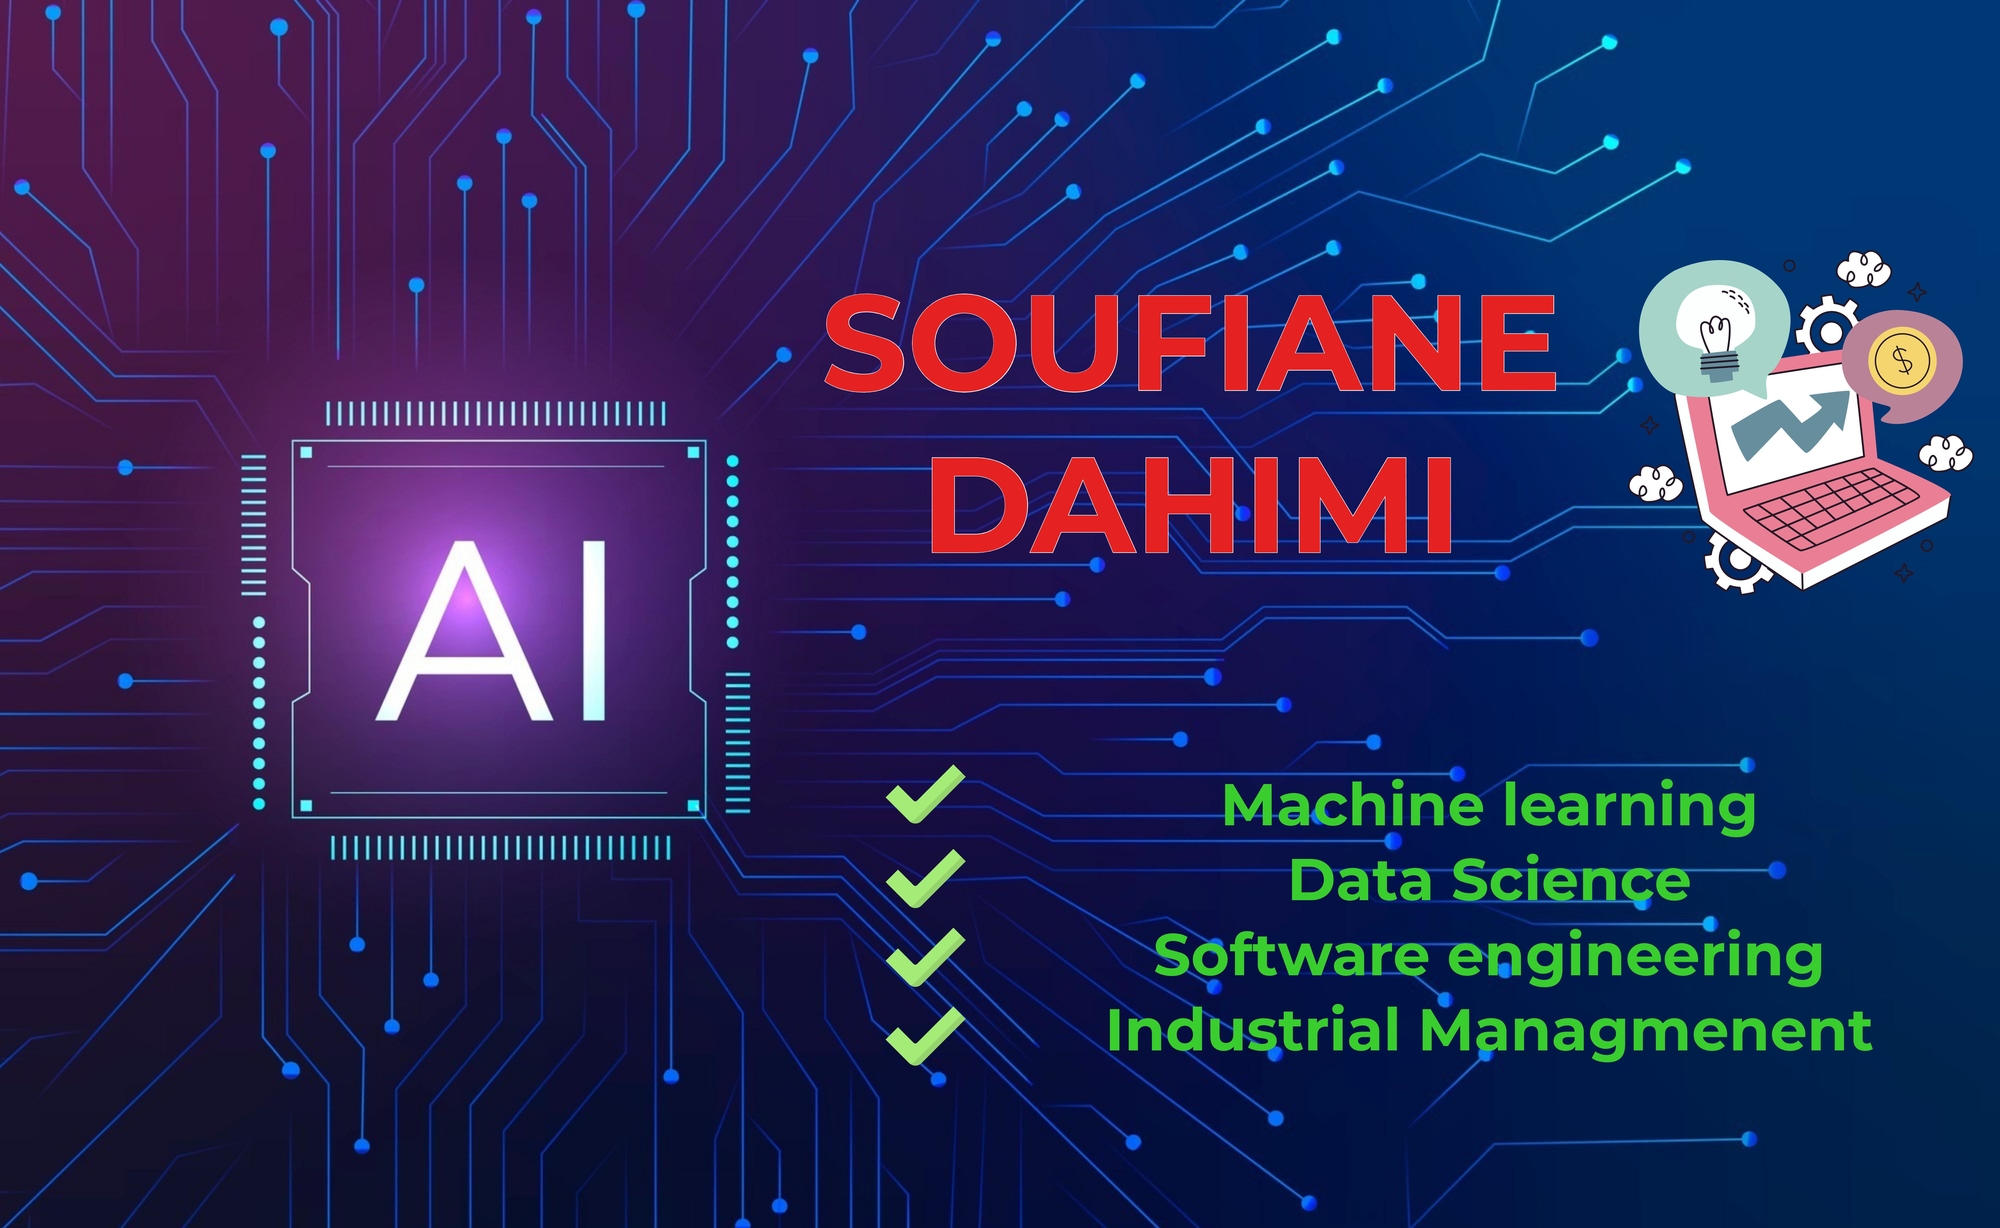 AI
SOUFIANE
DAHIMI
$
Machine learning
Data Science
Software engineering
Industrial Managmenent